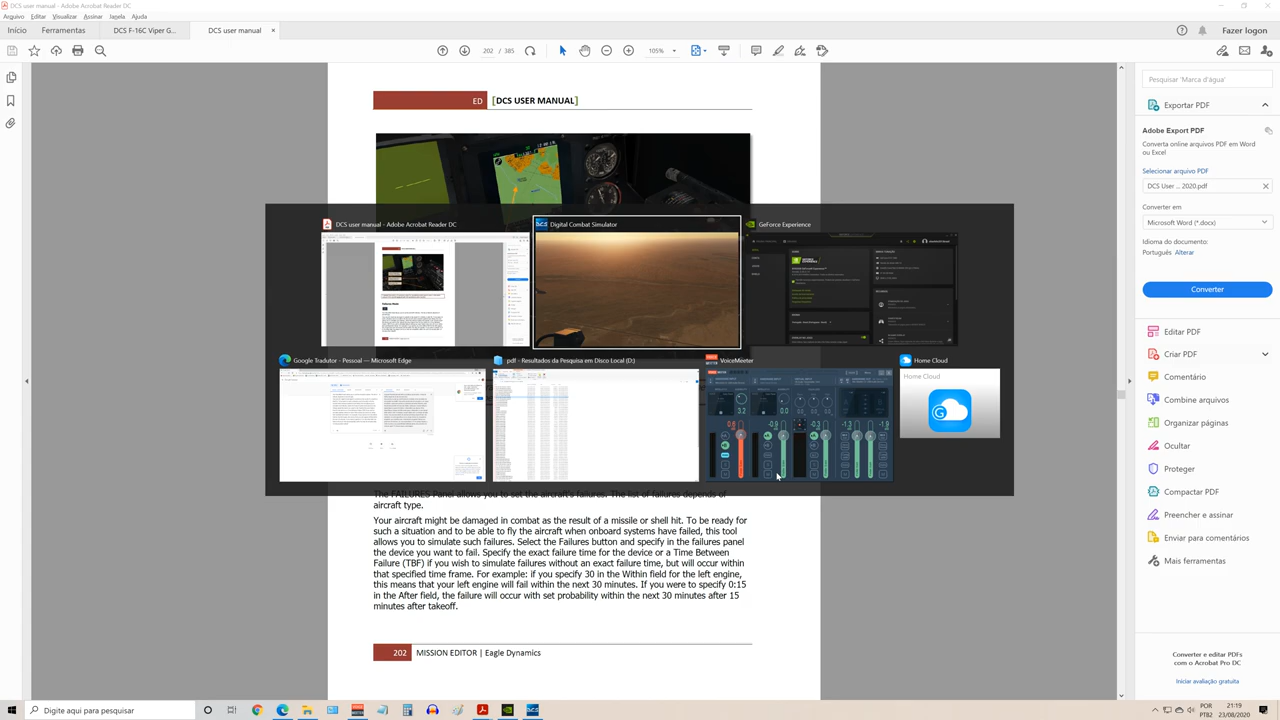 DCS user manual - Adobe Acrobat Reader DC
Arquivo Editar Visualizar Assinar Janela Ajuda
Início Ferramentas DCS F-16C Viper G... DCS user manual × Fazer logon
202 / 385 105%
ED [DCS USER MANUAL]
DCS user manual - Adobe Acrobat Reader DC
Digital Combat Simulator
GeForce Experience
Google Tradutor - Pessoal — Microsoft Edge
pdf - Resultados da Pesquisa em Disco Local (D:)
VoiceMeeter
Home Cloud
Home Cloud
The FAILURES Panel allows you to set the aircraft's failures. The list of failures depends of
aircraft type.
Your aircraft might be damaged in combat as the result of a missile or shell hit. To be ready for
such a situation and to be able to fly the aircraft when onboard systems have failed, this tool
allows you to simulate such failures. Select the Failures button and specify in the failures panel
the device you want to fail. Specify the exact failure time for the device or a Time Between
Failure (TBF) if you wish to simulate failures without an exact failure time, but will occur within
that specified time frame. For example: if you specify 30 in the Within field for the left engine,
this means that your left engine will fail within the next 30 minutes. If you were to specify 0:15
in the After field, the failure will occur with set probability within the next 30 minutes after 15
minutes after takeoff.
202 MISSION EDITOR | Eagle Dynamics
Pesquisar 'Marca d'água'
Exportar PDF
Adobe Export PDF
Converta online arquivos PDF em Word
ou Excel
Selecionar arquivo PDF
DCS User ... 2020.pdf
Converter em
Microsoft Word (*.docx)
Idioma do documento:
Português Alterar
Converter
Editar PDF
Criar PDF
Comentário
Combine arquivos
Organizar páginas
Ocultar
Proteger
Compactar PDF
Preencher e assinar
Enviar para comentários
Mais ferramentas
Converter e editar PDFs
com o Acrobat Pro DC
Iniciar avaliação gratuita
Digite aqui para pesquisar
POR
PTB2
21:19
23/08/2020